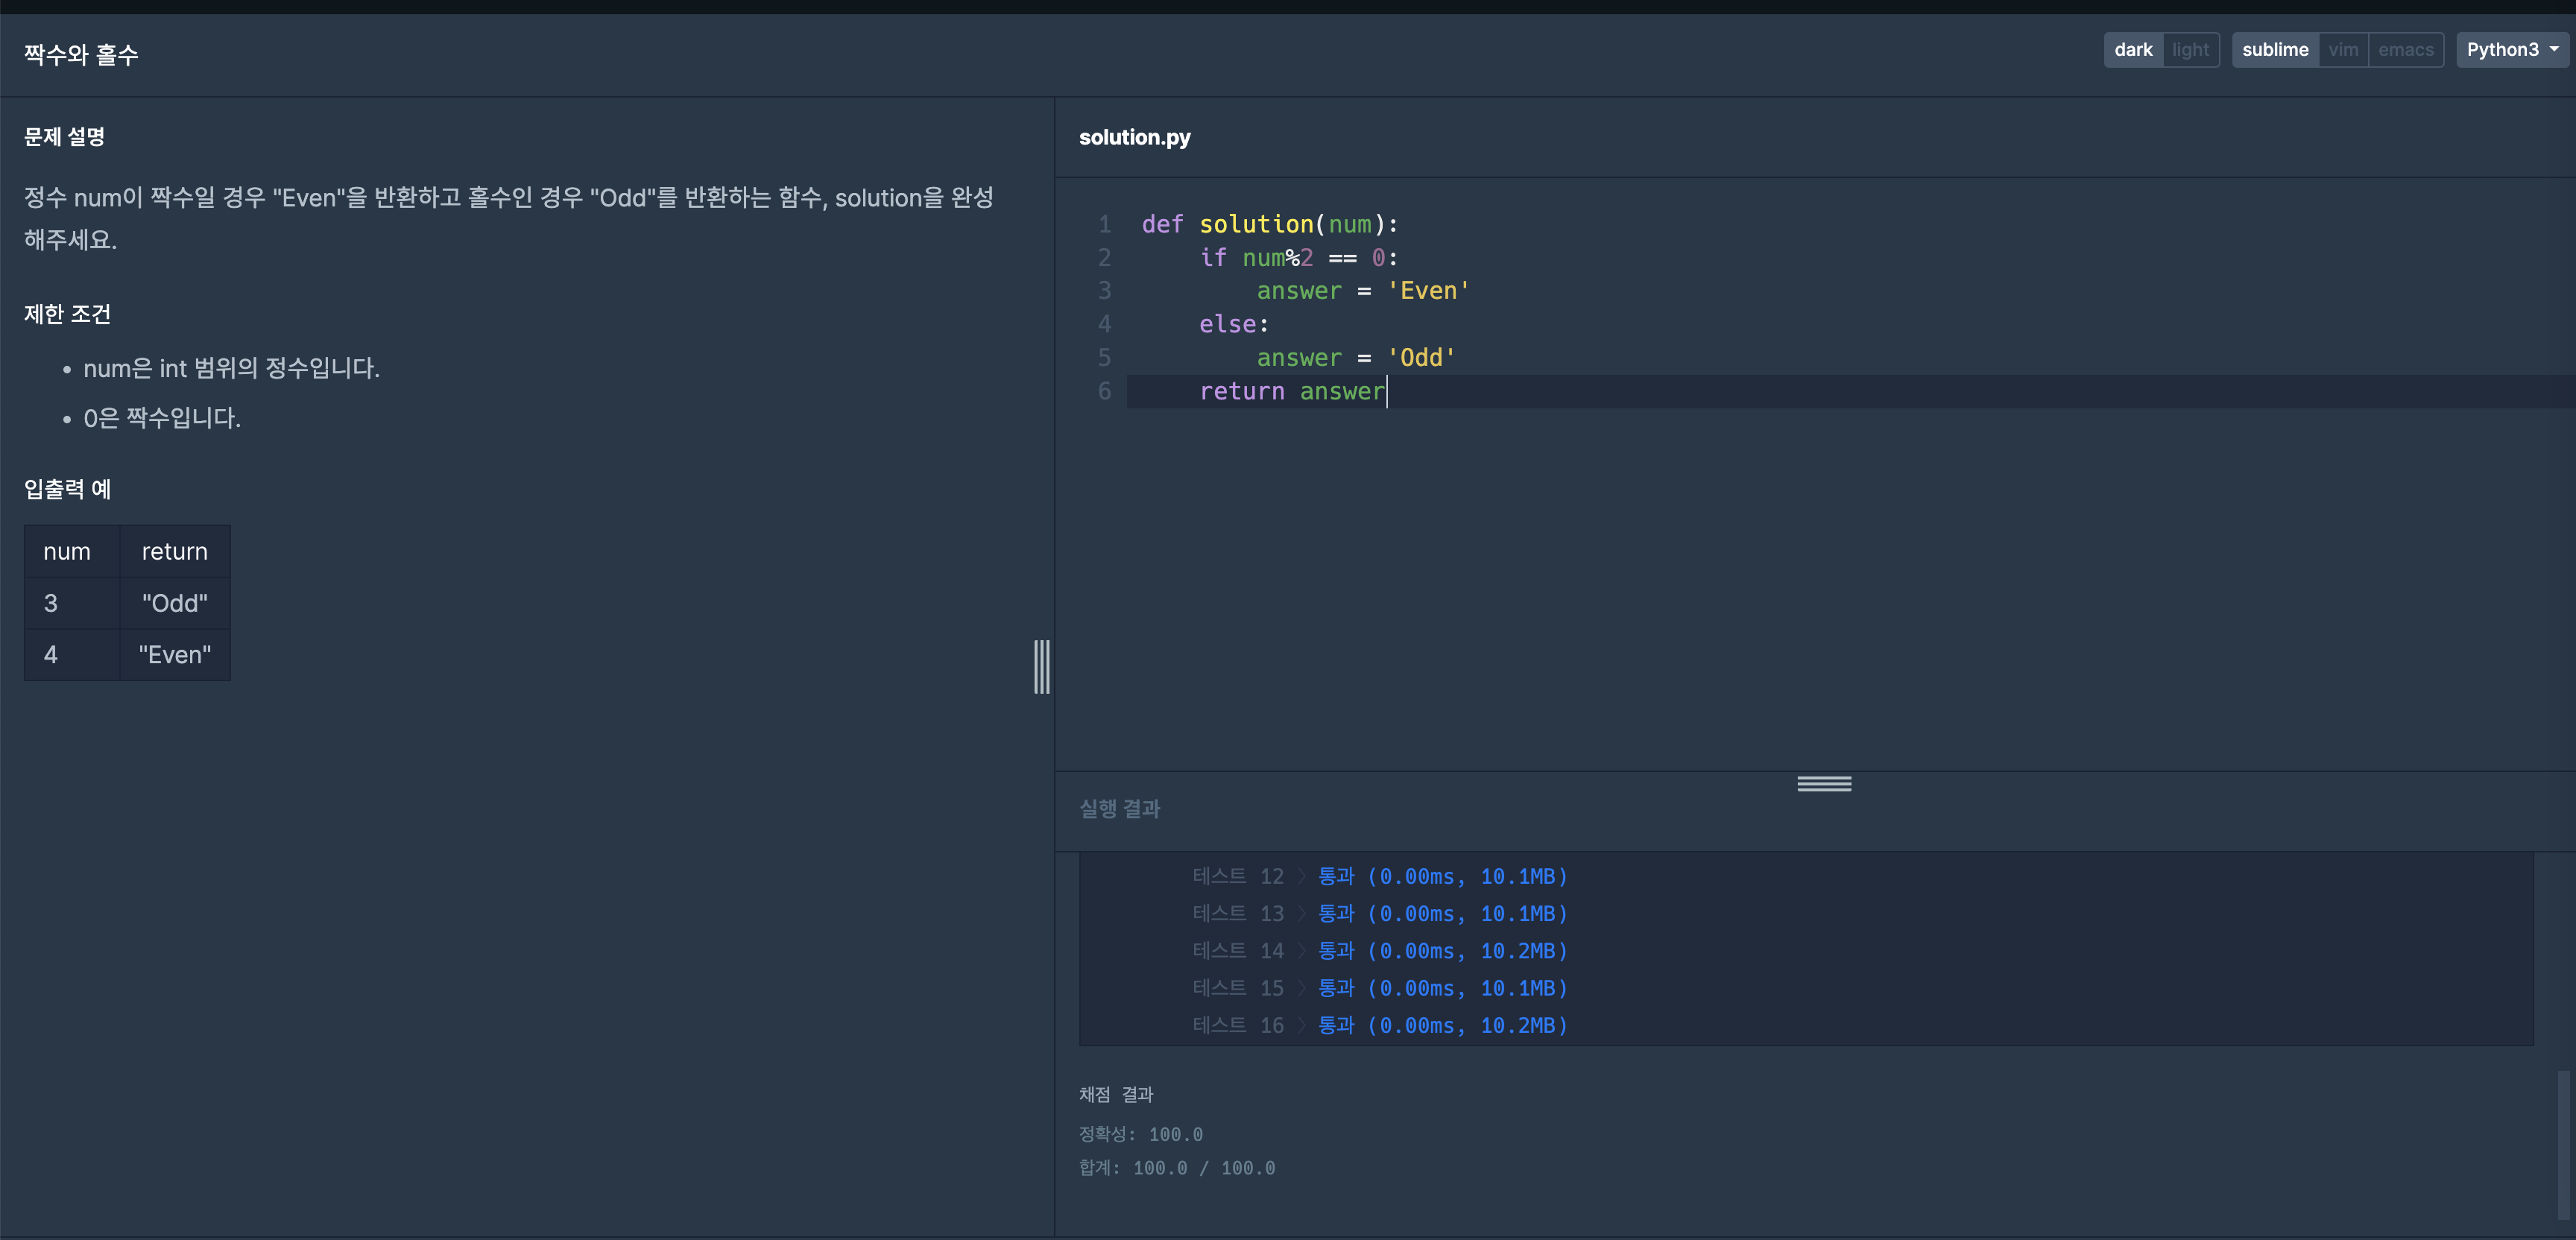 짝수와 홀수
dark light sublime vim emacs Python3
문제 설명
정수 num이 짝수일 경우 "Even"을 반환하고 홀수인 경우 "Odd"를 반환하는 함수, solution을 완성
해주세요.
제한 조건
• num은 int 범위의 정수입니다.
• 0은 짝수입니다.
입출력 예
num return
3 "Odd"
4 "Even"
solution.py
1 def solution(num):
2     if num%2 == 0:
3         answer = 'Even'
4     else:
5         answer = 'Odd'
6     return answer
실행 결과
테스트 12 〉 통과 (0.00ms, 10.1MB)
테스트 13 〉 통과 (0.00ms, 10.1MB)
테스트 14 〉 통과 (0.00ms, 10.2MB)
테스트 15 〉 통과 (0.00ms, 10.1MB)
테스트 16 〉 통과 (0.00ms, 10.2MB)
채점 결과
정확성: 100.0
합계: 100.0 / 100.0